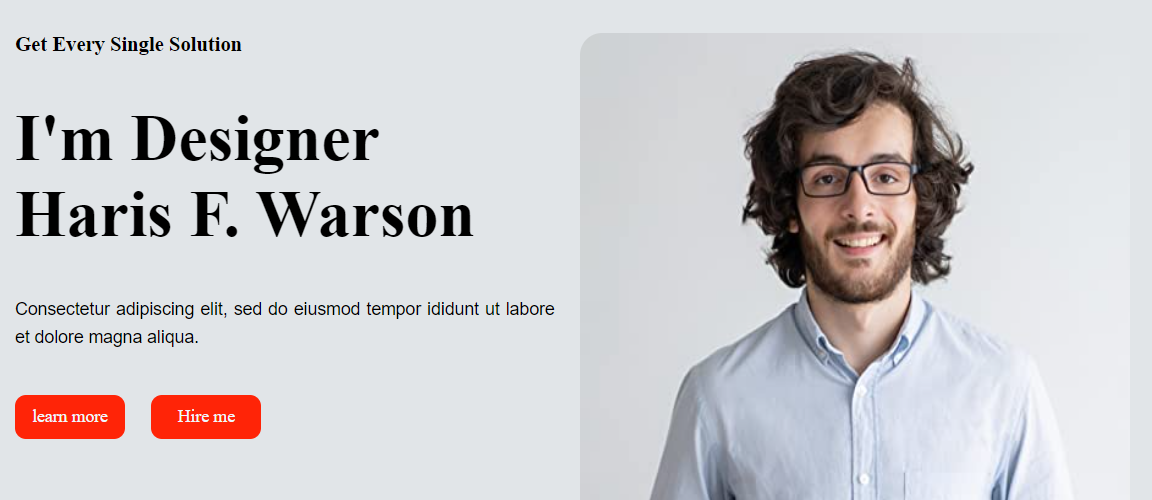 Get Every Single Solution
I'm Designer
Haris F. Warson
Consectetur adipiscing elit, sed do eiusmod tempor ididunt ut labore
et dolore magna aliqua.
learn more
Hire me